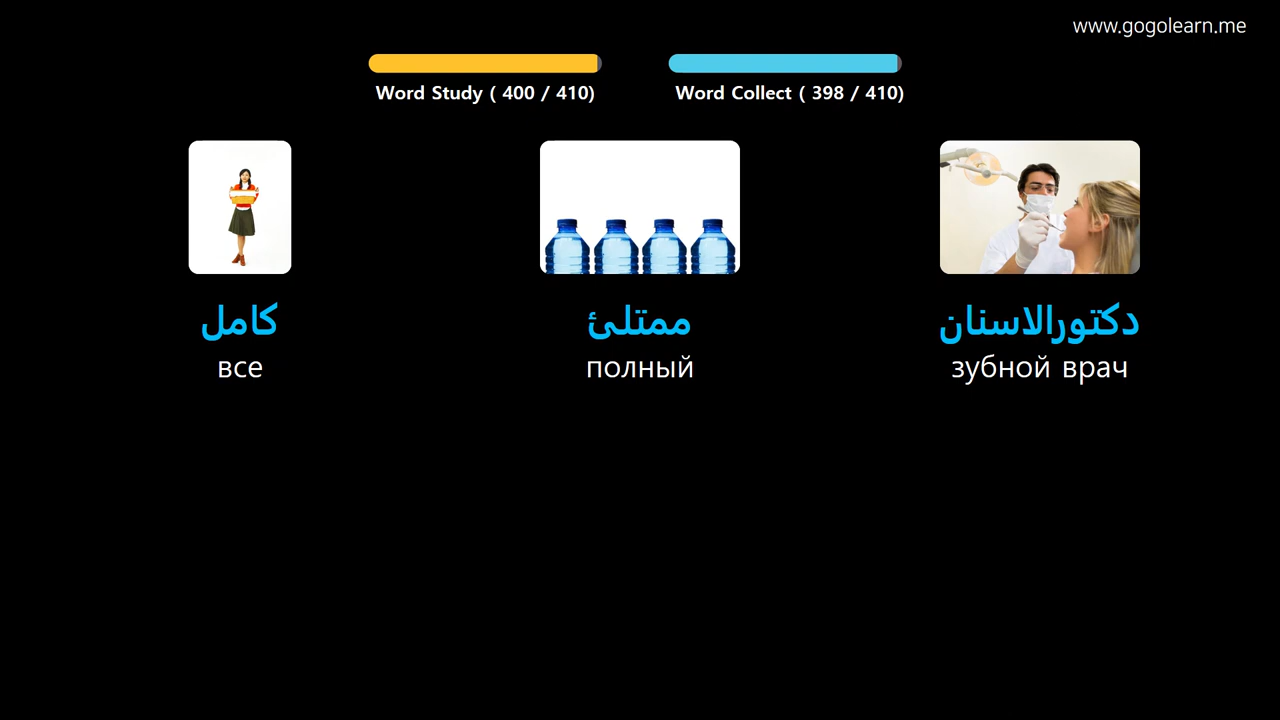 www.gogolearn.me
Word Study ( 400 / 410)
Word Collect ( 398 / 410)
كامل
все
ممتلئ
полный
دكتورالاسنان
зубной врач